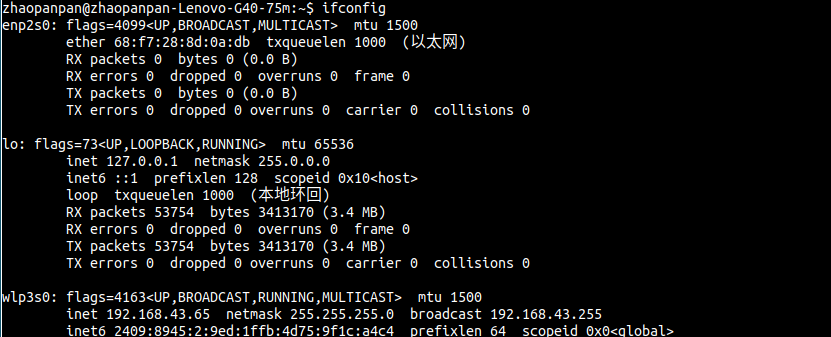 zhaopanpan@zhaopanpan-Lenovo-G40-75m:~$ ifconfig
enp2s0: flags=4099<UP,BROADCAST,MULTICAST>  mtu 1500
        ether 68:f7:28:8d:0a:db  txqueuelen 1000  (以太网)
        RX packets 0  bytes 0 (0.0 B)
        RX errors 0  dropped 0  overruns 0  frame 0
        TX packets 0  bytes 0 (0.0 B)
        TX errors 0  dropped 0 overruns 0  carrier 0  collisions 0

lo: flags=73<UP,LOOPBACK,RUNNING>  mtu 65536
        inet 127.0.0.1  netmask 255.0.0.0
        inet6 ::1  prefixlen 128  scopeid 0x10<host>
        loop  txqueuelen 1000  (本地环回)
        RX packets 53754  bytes 3413170 (3.4 MB)
        RX errors 0  dropped 0  overruns 0  frame 0
        TX packets 53754  bytes 3413170 (3.4 MB)
        TX errors 0  dropped 0 overruns 0  carrier 0  collisions 0

wlp3s0: flags=4163<UP,BROADCAST,RUNNING,MULTICAST>  mtu 1500
        inet 192.168.43.65  netmask 255.255.255.0  broadcast 192.168.43.255
        inet6 2409:8945:2:9ed:1ffb:4d75:9f1c:a4c4  prefixlen 64  scopeid 0x0<global>